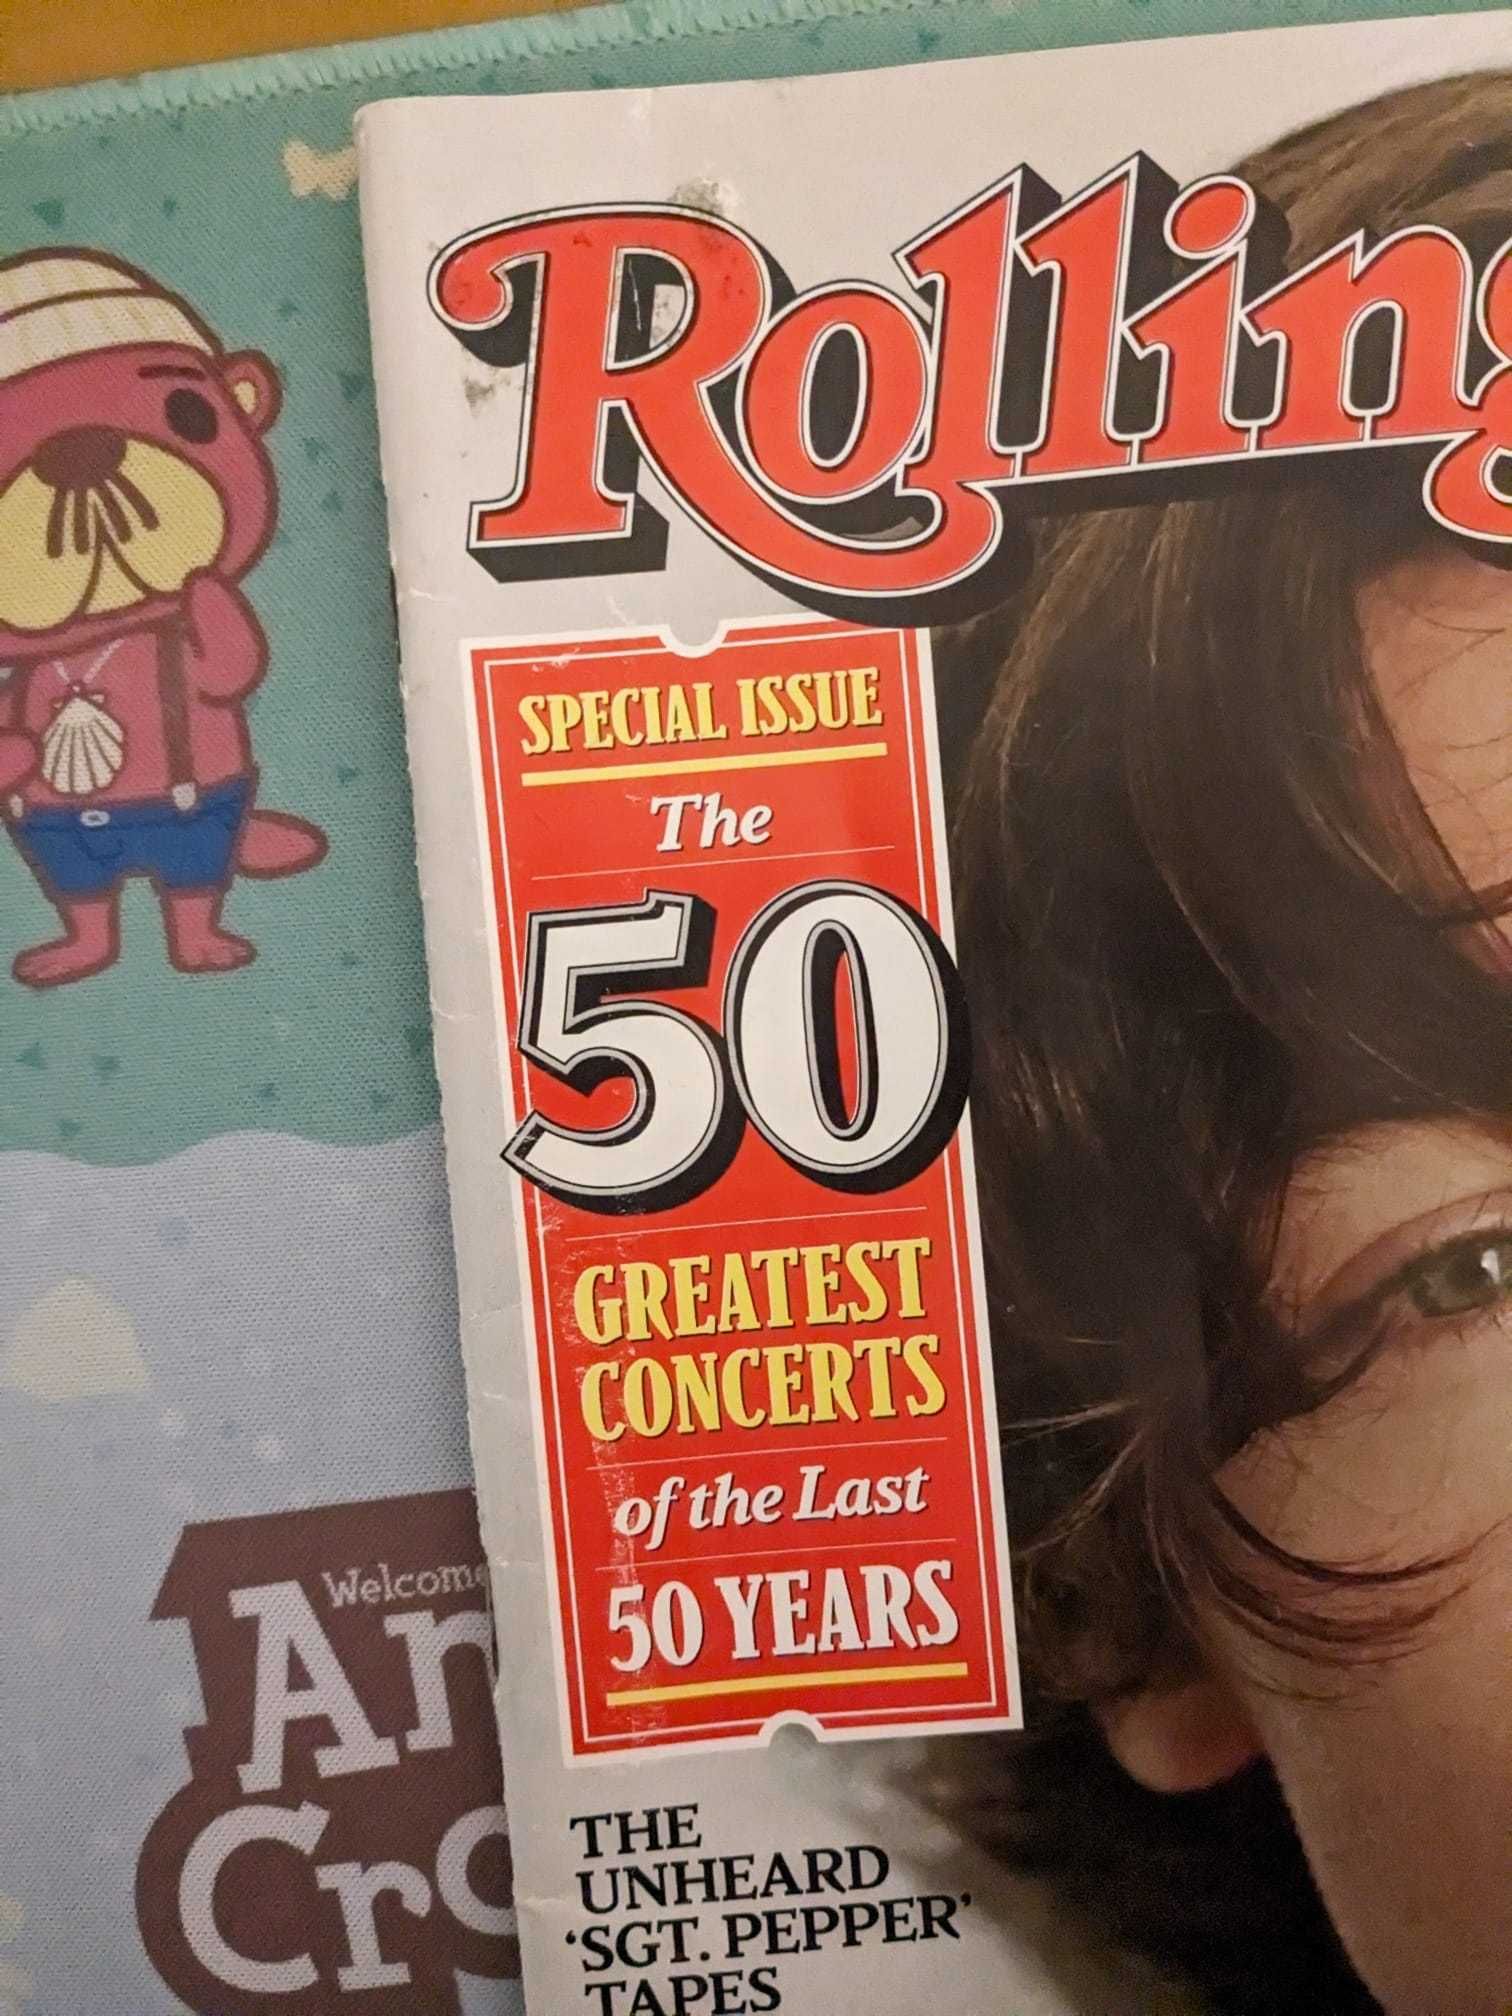 Rolling
SPECIAL ISSUE
The
50
GREATEST
CONCERTS
of the Last
50 YEARS
THE
UNHEARD
'SGT. PEPPER'
TAPES
Welcome
An
Cro